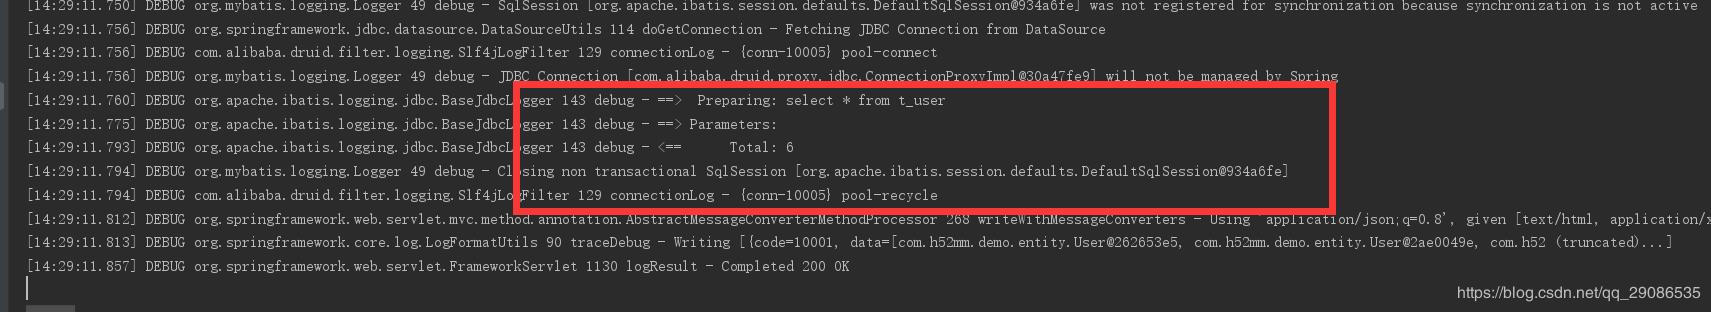 [14:29:11.750] DEBUG org.mybatis.logging.Logger 49 debug - SqlSession [org.apache.ibatis.session.defaults.DefaultSqlSession@934a6fe] was not registered for synchronization because synchronization is not active
[14:29:11.756] DEBUG org.springframework.jdbc.datasource.DataSourceUtils 114 doGetConnection - Fetching JDBC Connection from DataSource
[14:29:11.756] DEBUG com.alibaba.druid.filter.logging.Slf4jLogFilter 129 connectionLog - {conn-10005} pool-connect
[14:29:11.756] DEBUG org.mybatis.logging.Logger 49 debug - JDBC Connection [com.alibaba.druid.proxy.jdbc.ConnectionProxyImpl@30a47fe9] will not be managed by Spring
[14:29:11.760] DEBUG org.apache.ibatis.logging.jdbc.BaseJdbcLogger 143 debug - ==>  Preparing: select * from t_user
[14:29:11.775] DEBUG org.apache.ibatis.logging.jdbc.BaseJdbcLogger 143 debug - ==> Parameters:
[14:29:11.793] DEBUG org.apache.ibatis.logging.jdbc.BaseJdbcLogger 143 debug - <==      Total: 6
[14:29:11.794] DEBUG org.mybatis.logging.Logger 49 debug - Closing non transactional SqlSession [org.apache.ibatis.session.defaults.DefaultSqlSession@934a6fe]
[14:29:11.794] DEBUG com.alibaba.druid.filter.logging.Slf4jLogFilter 129 connectionLog - {conn-10005} pool-recycle
[14:29:11.812] DEBUG org.springframework.web.servlet.mvc.method.annotation.AbstractMessageConverterMethodProcessor 268 writeWithMessageConverters - Using 'application/json;q=0.8', given [text/html, application/x
[14:29:11.813] DEBUG org.springframework.core.log.LogFormatUtils 90 traceDebug - Writing [{code=10001, data=[com.h52mm.demo.entity.User@262653e5, com.h52mm.demo.entity.User@2ae0049e, com.h52 (truncated)...]
[14:29:11.857] DEBUG org.springframework.web.servlet.FrameworkServlet 1130 logResult - Completed 200 OK
https://blog.csdn.net/qq_29086535